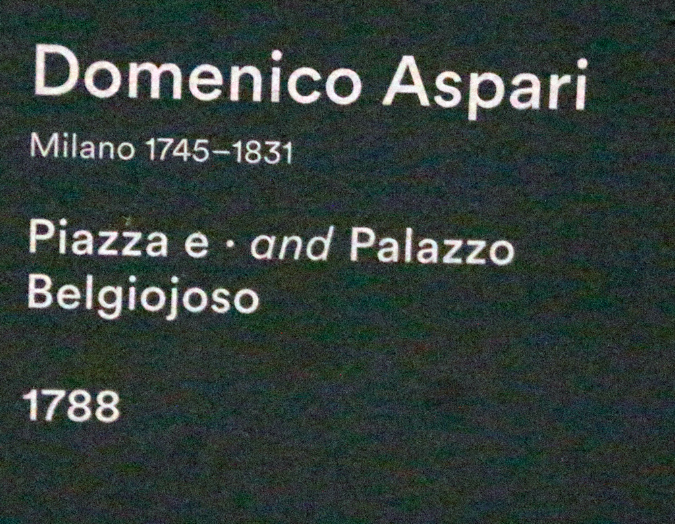 Domenico Aspari
Milano 1745–1831
Piazza e · and Palazzo
Belgiojoso
1788